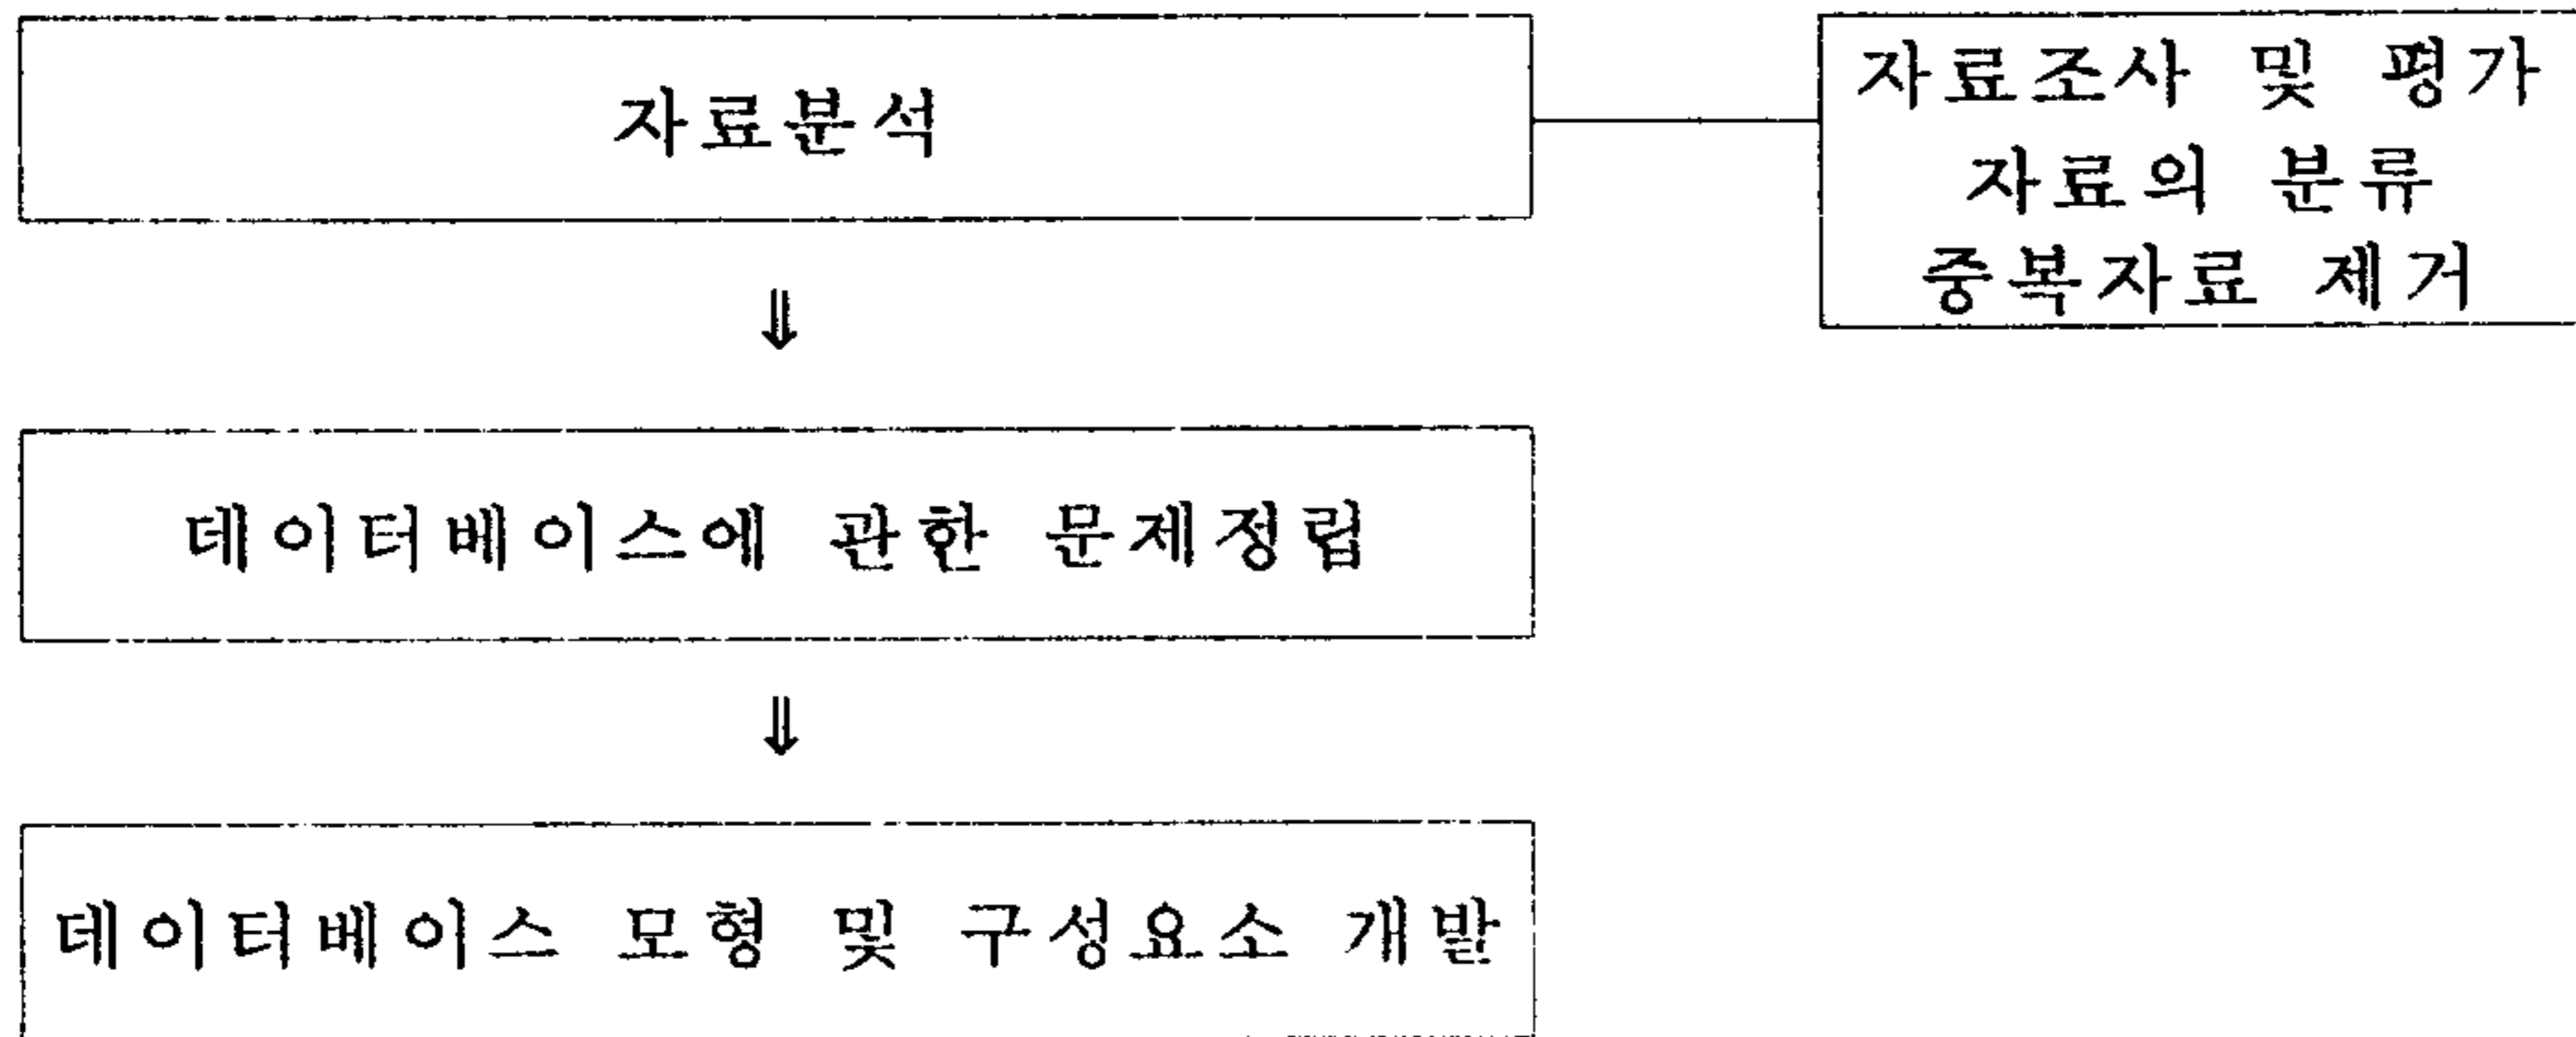 자료분석
자료조사 및 평가
자료의 분류
중복자료 제거
⇓
데이터베이스에 관한 문제정립
⇓
데이터베이스 모형 및 구성요소 개발